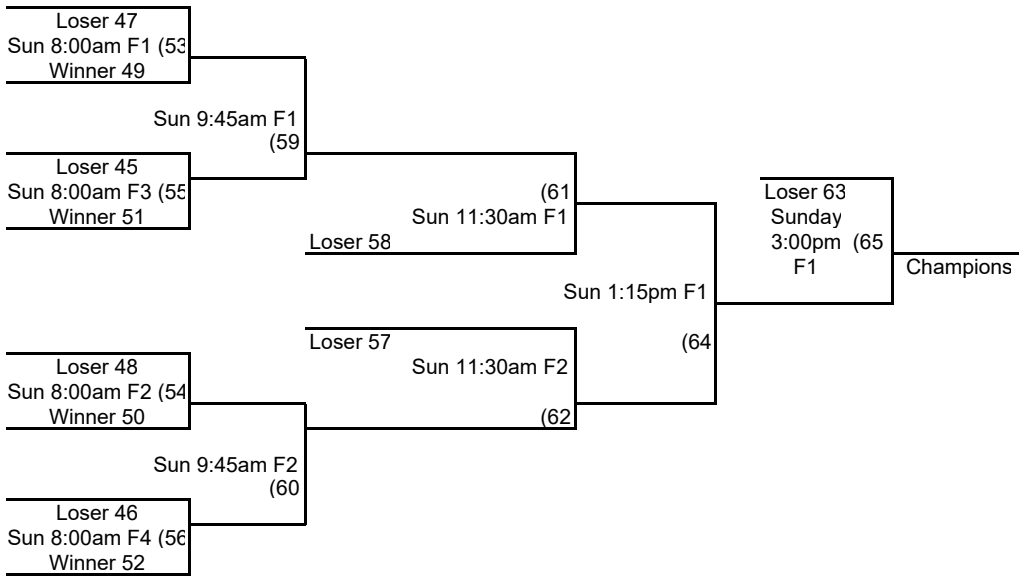 Loser 47
Sun 8:00am F1 (53
Winner 49
Sun 9:45am F1
(59
Loser 45
Sun 8:00am F3 (55
Winner 51
(61
Sun 11:30am F1
Loser 58
Loser 63
Sunday
3:00pm (65
F1
Champions
Sun 1:15pm F1
(64
Loser 57
Sun 11:30am F2
(62
Loser 48
Sun 8:00am F2 (54
Winner 50
Sun 9:45am F2
(60
Loser 46
Sun 8:00am F4 (56
Winner 52